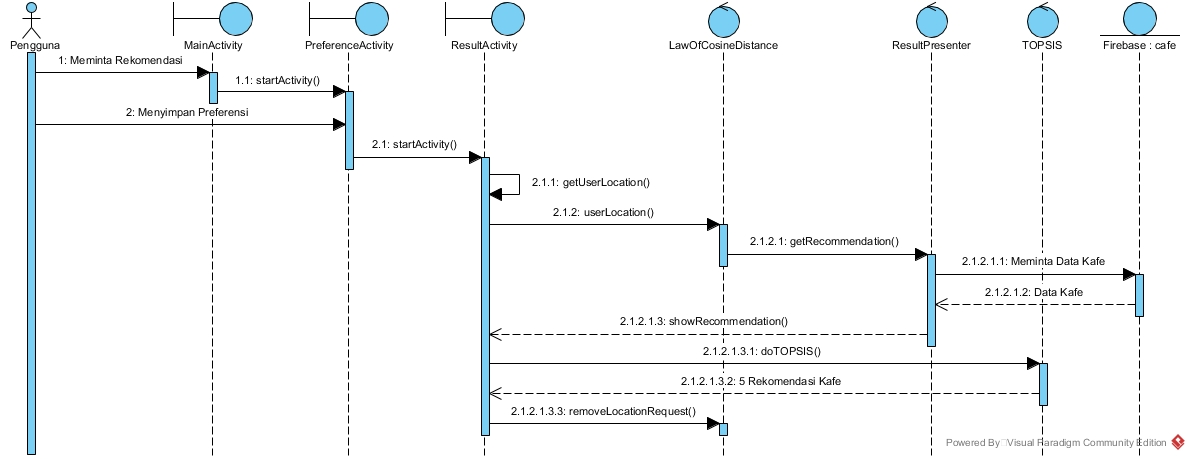 Pengguna
MainActivity
PreferenceActivity
ResultActivity
LawOfCosineDistance
ResultPresenter
TOPSIS
Firebase : cafe
1: Meminta Rekomendasi
1.1: startActivity()
2: Menyimpan Preferensi
2.1: startActivity()
2.1.1: getUserLocation()
2.1.2: userLocation()
2.1.2.1: getRecommendation()
2.1.2.1.1: Meminta Data Kafe
2.1.2.1.2: Data Kafe
2.1.2.1.3: showRecommendation()
2.1.2.1.3.1: doTOPSIS()
2.1.2.1.3.2: 5 Rekomendasi Kafe
2.1.2.1.3.3: removeLocationRequest()
Powered By Visual Paradigm Community Edition